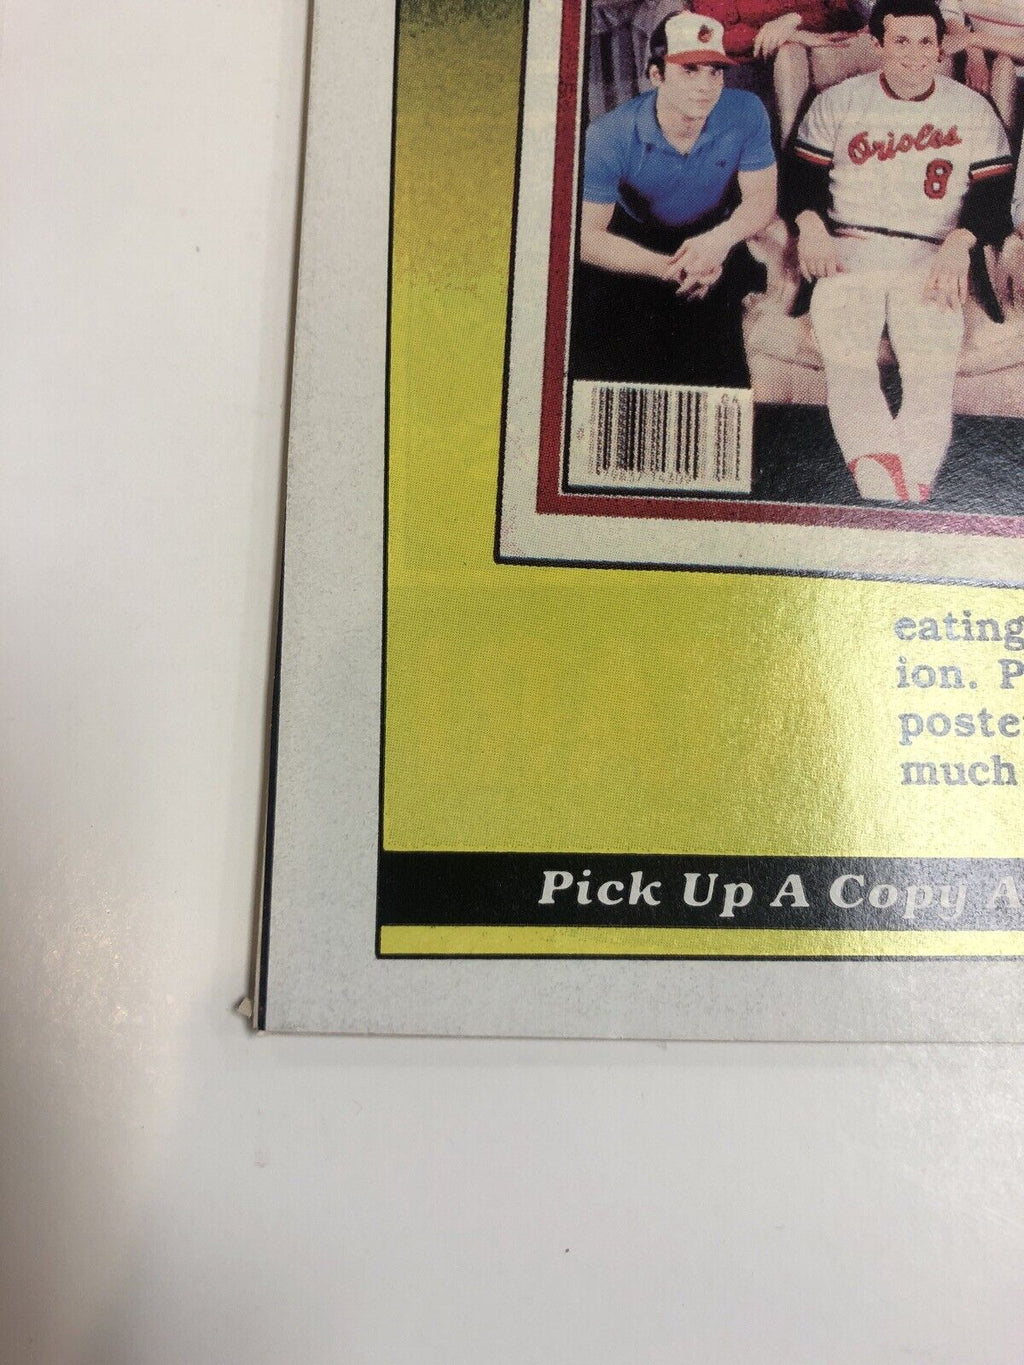 Orioles
8
eating
ion. P
poste
much
Pick Up A Copy A